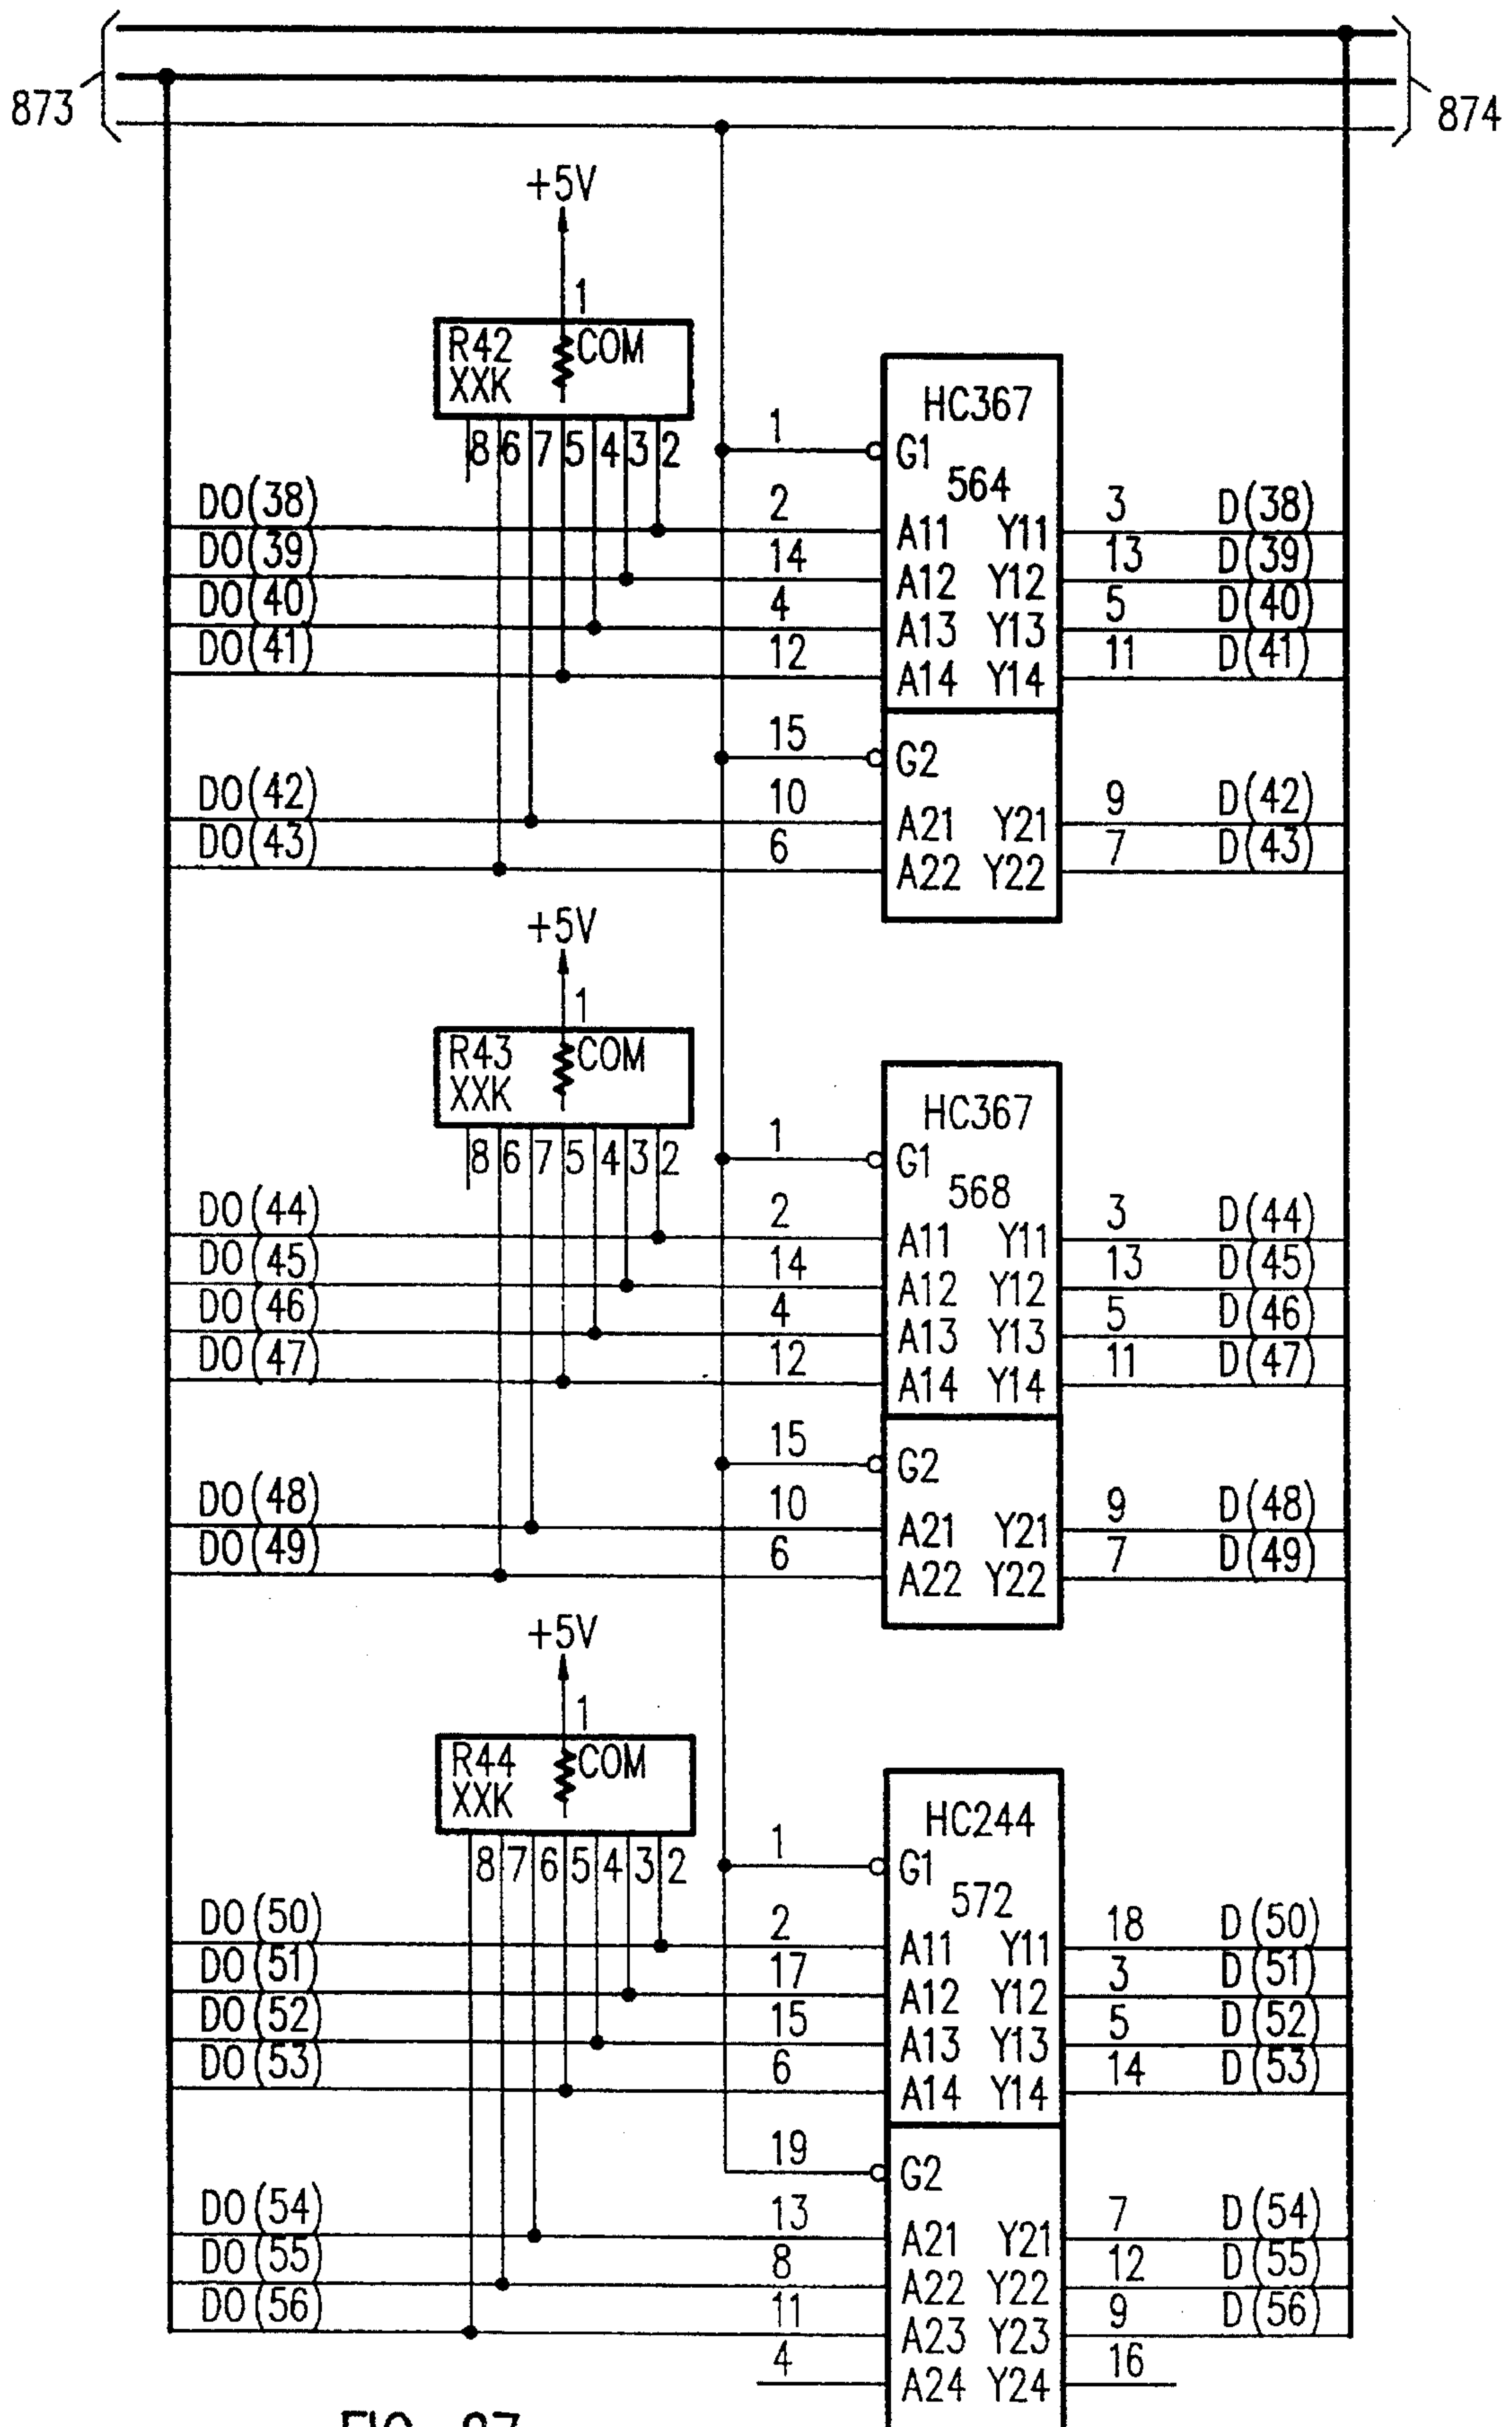 873
874
+5V
1
R42 COM
XXK
8 6 7 5 4 3 2
HC367
564
1 G1
DO(38) 2 A11 Y11 3 D(38)
DO(39) 14 A12 Y12 13 D(39)
DO(40) 4 A13 Y13 5 D(40)
DO(41) 12 A14 Y14 11 D(41)
15 G2
DO(42) 10 A21 Y21 9 D(42)
DO(43) 6 A22 Y22 7 D(43)
+5V
1
R43 COM
XXK
8 6 7 5 4 3 2
HC367
568
1 G1
DO(44) 2 A11 Y11 3 D(44)
DO(45) 14 A12 Y12 13 D(45)
DO(46) 4 A13 Y13 5 D(46)
DO(47) 12 A14 Y14 11 D(47)
15 G2
DO(48) 10 A21 Y21 9 D(48)
DO(49) 6 A22 Y22 7 D(49)
+5V
1
R44 COM
XXK
8 7 6 5 4 3 2
HC244
572
1 G1
DO(50) 2 A11 Y11 18 D(50)
DO(51) 17 A12 Y12 3 D(51)
DO(52) 15 A13 Y13 5 D(52)
DO(53) 6 A14 Y14 14 D(53)
19 G2
DO(54) 13 A21 Y21 7 D(54)
DO(55) 8 A22 Y22 12 D(55)
DO(56) 11 A23 Y23 9 D(56)
4 A24 Y24 16